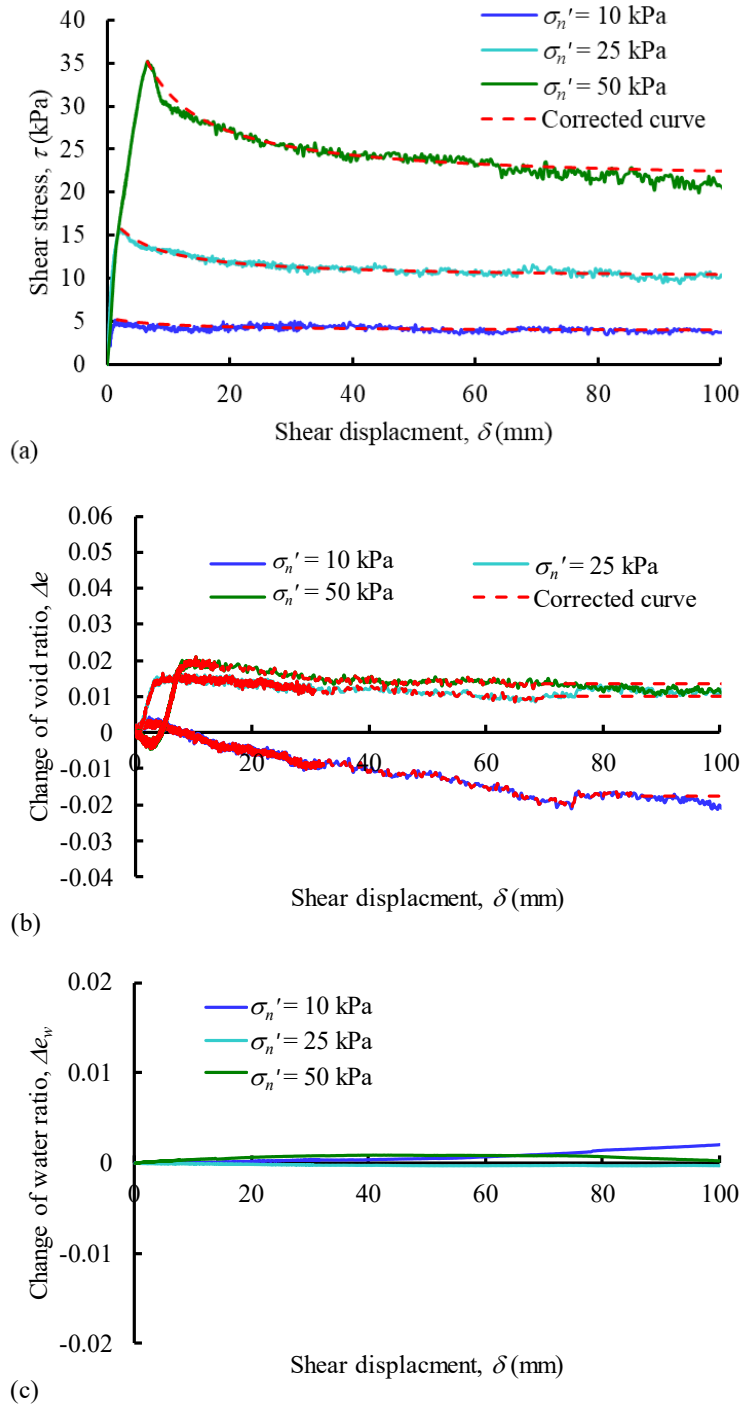 σn′ = 10 kPa
σn′ = 25 kPa
σn′ = 50 kPa
Corrected curve
40
35
30
25
20
15
10
5
0
Shear stress, τ (kPa)
0 20 40 60 80 100
Shear displacment, δ (mm)
(a)
0.06
0.05
0.04
0.03
0.02
0.01
0
-0.01
-0.02
-0.03
-0.04
Change of void ratio, Δe
σn′ = 10 kPa σn′ = 25 kPa
σn′ = 50 kPa Corrected curve
0 20 40 60 80 100
Shear displacment, δ (mm)
(b)
0.02
0.01
0
-0.01
-0.02
Change of water ratio, Δew
σn′ = 10 kPa
σn′ = 25 kPa
σn′ = 50 kPa
0 20 40 60 80 100
Shear displacment, δ (mm)
(c)